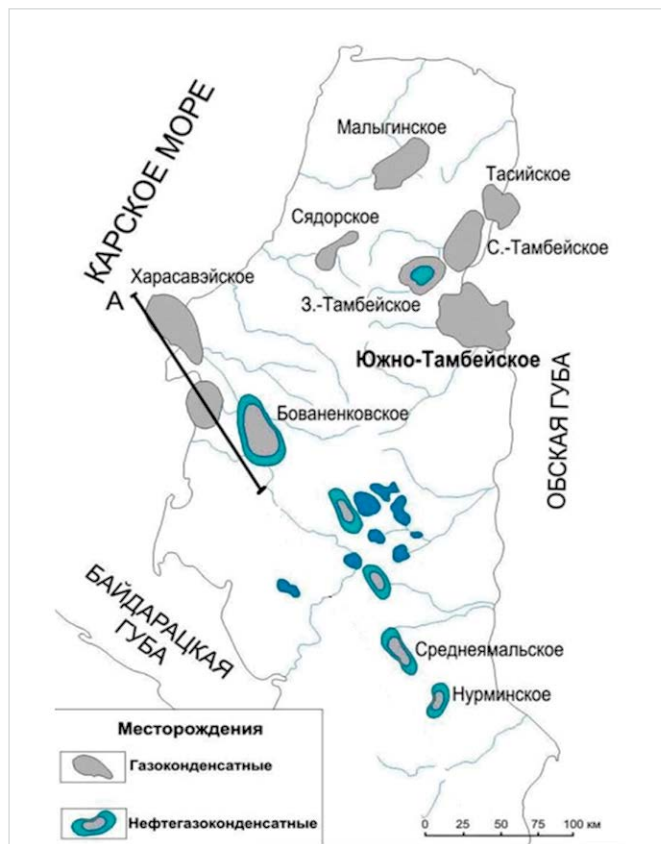 КАРСКОЕ МОРЕ
Малыгинское
Тасийское
Сядорское
С.-Тамбейское
Харасавэйское
А
З.-Тамбейское
Южно-Тамбейское
Бованенковское
ОБСКАЯ ГУБА
БАЙДАРАЦКАЯ
ГУБА
Среднеямальское
Нурминское
Месторождения
Газоконденсатные
Нефтегазоконденсатные
0 25 50 75 100 км